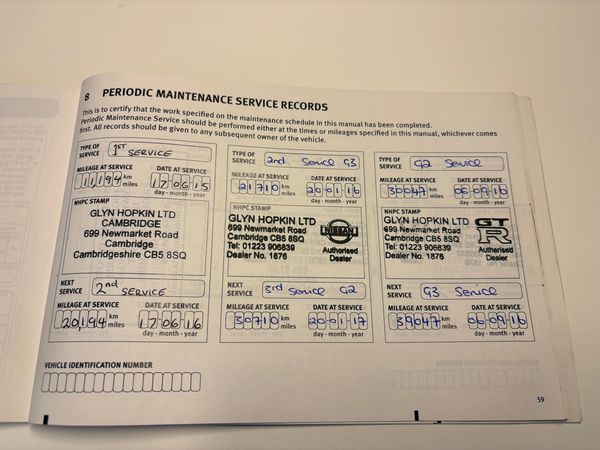 8 PERIODIC MAINTENANCE SERVICE RECORDS
This is to certify that the work specified on the maintenance schedule in this manual has been completed.
Periodic Maintenance Service should be performed either at the times or mileages specified in this manual, whichever comes
first. All records should be given to any subsequent owner of the vehicle.
TYPE OF SERVICE 1ST SERVICE
MILEAGE AT SERVICE DATE AT SERVICE
11,194 km miles 17 06 15
day - month - year
NHPC STAMP
GLYN HOPKIN LTD
CAMBRIDGE
699 Newmarket Road
Cambridge
Cambridgeshire CB5 8SQ
NEXT SERVICE 2nd SERVICE
MILEAGE AT SERVICE DATE AT SERVICE
20,194 km miles 17 06 16
day - month - year
TYPE OF SERVICE 2nd Service G3
MILEAGE AT SERVICE DATE AT SERVICE
21710 km miles 20 01 16
day - month - year
NHPC STAMP
GLYN HOPKIN LTD
699 Newmarket Road
Cambridge CB5 8SQ
Tel: 01223 906839
Dealer No. 1876
NISSAN
Authorised
Dealer
NEXT SERVICE 3rd Service G2
MILEAGE AT SERVICE DATE AT SERVICE
30710 km miles 20 01 17
day - month - year
TYPE OF SERVICE G2 Service
MILEAGE AT SERVICE DATE AT SERVICE
30047 km miles 06 09 16
day - month - year
NHPC STAMP
GLYN HOPKIN LTD
699 Newmarket Road
Cambridge CB5 8SQ
Tel: 01223 906839
Dealer No. 1876
GT R
Authorised
Dealer
NEXT SERVICE G3 Service
MILEAGE AT SERVICE DATE AT SERVICE
39047 km miles 06 09 16
day - month - year
VEHICLE IDENTIFICATION NUMBER
59